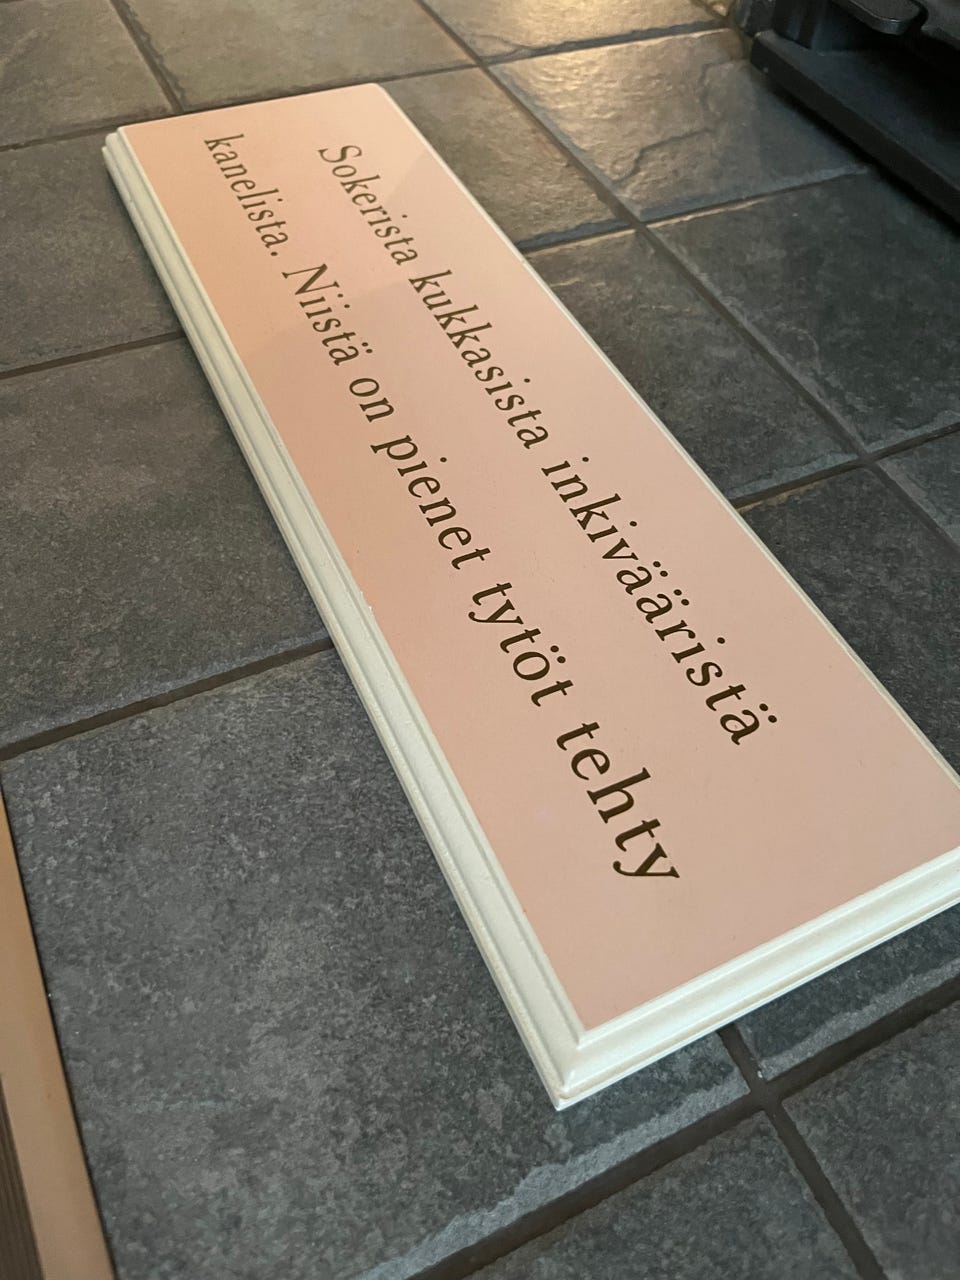 Sokerista kukkasista inkivääristä
kanelista. Niistä on pienet tytöt tehty